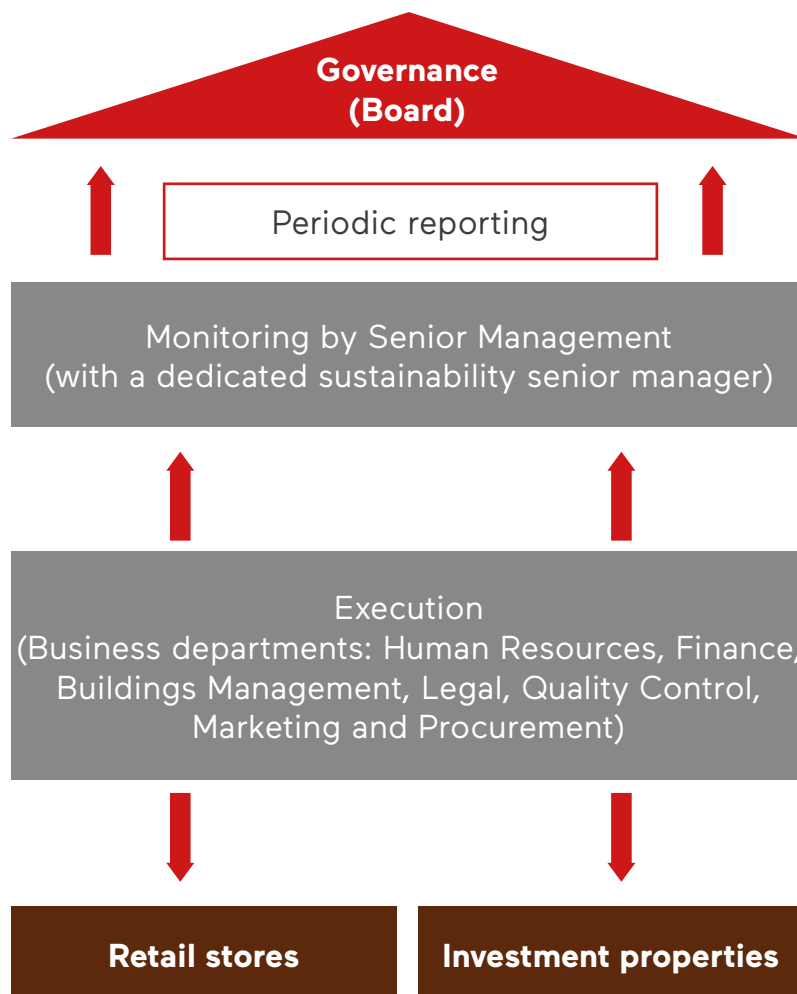 Governance
(Board)
Periodic reporting
Monitoring by Senior Management
(with a dedicated sustainability senior manager)
Execution
(Business departments: Human Resources, Finance,
Buildings Management, Legal, Quality Control,
Marketing and Procurement)
Retail stores
Investment properties